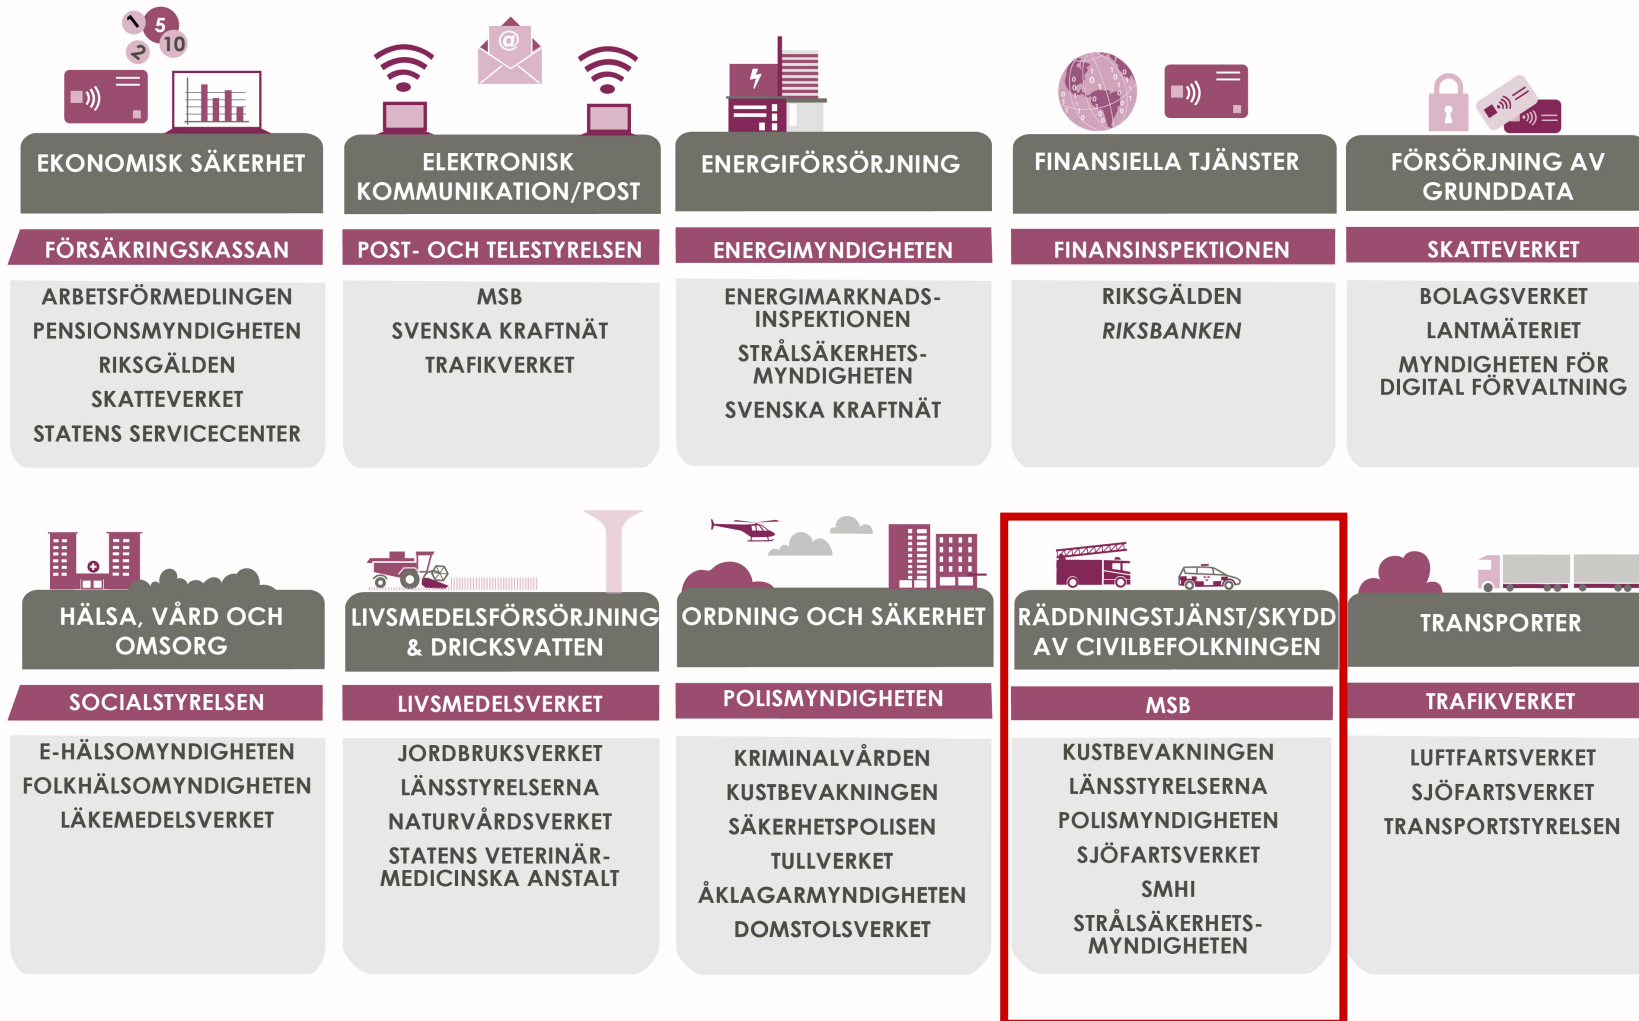 1
5
2
10
@
EKONOMISK SÄKERHET
FÖRSÄKRINGSKASSAN
ARBETSFÖRMEDLINGEN
PENSIONSMYNDIGHETEN
RIKSGÄLDEN
SKATTEVERKET
STATENS SERVICECENTER
ELEKTRONISK
KOMMUNIKATION/POST
POST- OCH TELESTYRELSEN
MSB
SVENSKA KRAFTNÄT
TRAFIKVERKET
ENERGIFÖRSÖRJNING
ENERGIMYNDIGHETEN
ENERGIMARKNADS-
INSPEKTIONEN
STRÅLSÄKERHETS-
MYNDIGHETEN
SVENSKA KRAFTNÄT
FINANSIELLA TJÄNSTER
FINANSINSPEKTIONEN
RIKSGÄLDEN
RIKSBANKEN
FÖRSÖRJNING AV
GRUNDDATA
SKATTEVERKET
BOLAGSVERKET
LANTMÄTERIET
MYNDIGHETEN FÖR
DIGITAL FÖRVALTNING
HÄLSA, VÅRD OCH
OMSORG
SOCIALSTYRELSEN
E-HÄLSOMYNDIGHETEN
FOLKHÄLSOMYNDIGHETEN
LÄKEMEDELSVERKET
LIVSMEDELSFÖRSÖRJNING
& DRICKSVATTEN
LIVSMEDELSVERKET
JORDBRUKSVERKET
LÄNSSTYRELSERNA
NATURVÅRDSVERKET
STATENS VETERINÄR-
MEDICINSKA ANSTALT
ORDNING OCH SÄKERHET
POLISMYNDIGHETEN
KRIMINALVÅRDEN
KUSTBEVAKNINGEN
SÄKERHETSPOLISEN
TULLVERKET
ÅKLAGARMYNDIGHETEN
DOMSTOLSVERKET
RÄDDNINGSTJÄNST/SKYDD
AV CIVILBEFOLKNINGEN
MSB
KUSTBEVAKNINGEN
LÄNSSTYRELSERNA
POLISMYNDIGHETEN
SJÖFARTSVERKET
SMHI
STRÅLSÄKERHETS-
MYNDIGHETEN
TRANSPORTER
TRAFIKVERKET
LUFTFARTSVERKET
SJÖFARTSVERKET
TRANSPORTSTYRELSEN